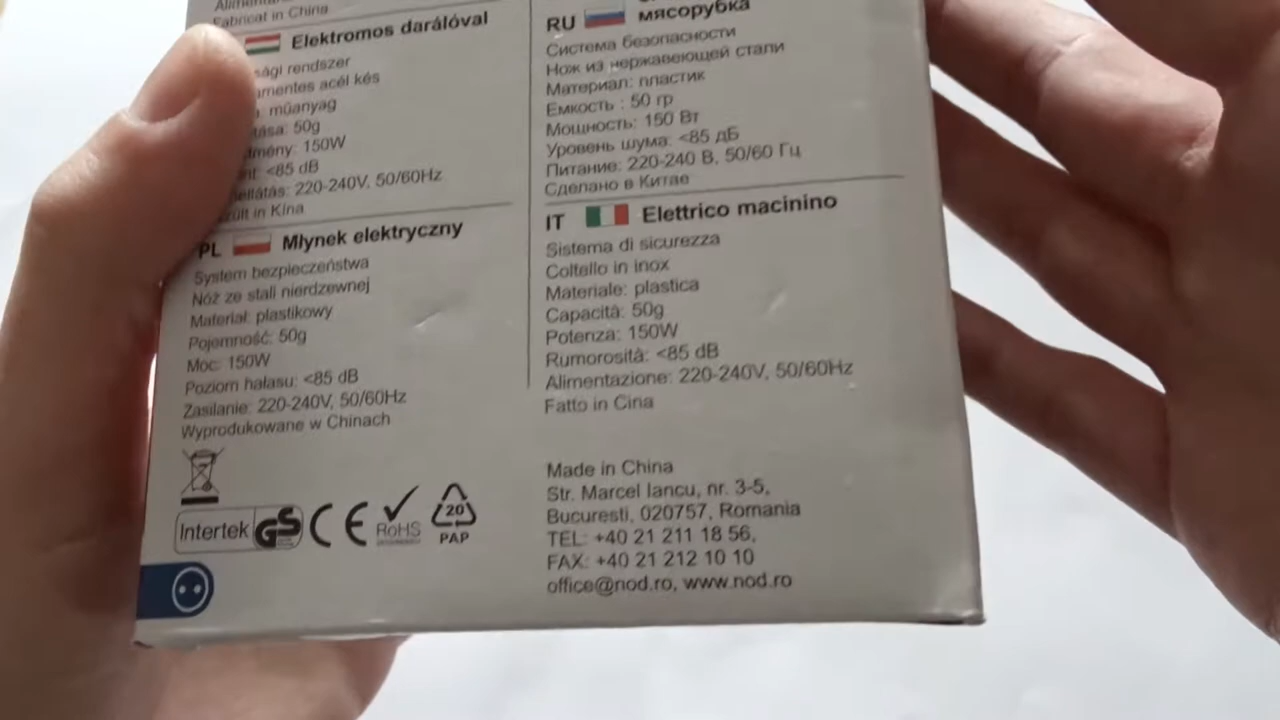 Fabricat in China
Elektromos darálóval
rendszer
acél kés
műanyag
50g
150W
<85 dB
220-240V, 50/60Hz
in Kína
PL Młynek elektryczny
System bezpieczeństwa
Nóż ze stali nierdzewnej
Materiał: plastikowy
Pojemność: 50g
Moc: 150W
Poziom halasu: <85 dB
Zasilanie: 220-240V, 50/60Hz
Wyprodukowane w Chinach
Intertek GS CE RoHS 20 PAP
RU
мясорубка
Система безопасности
Нож из нержавеющей стали
Материал: пластик
Емкость : 50 гр
Мощность: 150 Вт
Уровень шума: <85 дБ
Питание: 220-240 В, 50/60 Гц
Сделано в Китае
IT Elettrico macinino
Sistema di sicurezza
Coltello in inox
Materiale: plastica
Capacità: 50g
Potenza: 150W
Rumorosità: <85 dB
Alimentazione: 220-240V, 50/60Hz
Fatto in Cina
Made in China
Str. Marcel Iancu, nr. 3-5,
Bucuresti, 020757, Romania
TEL: +40 21 211 18 56,
FAX: +40 21 212 10 10
office@nod.ro, www.nod.ro